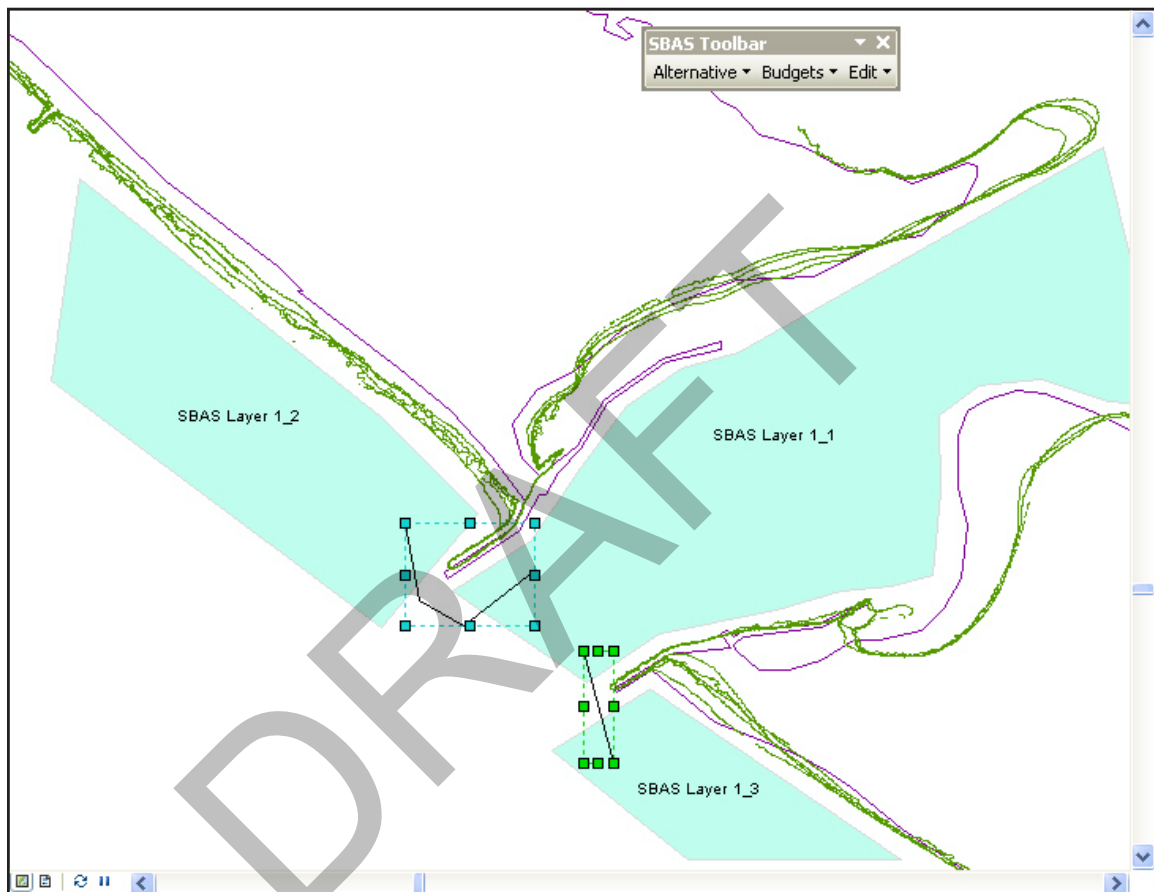 SBAS Toolbar
Alternative Budgets Edit
SBAS Layer 1_2
SBAS Layer 1_1
SBAS Layer 1_3
DRAFT